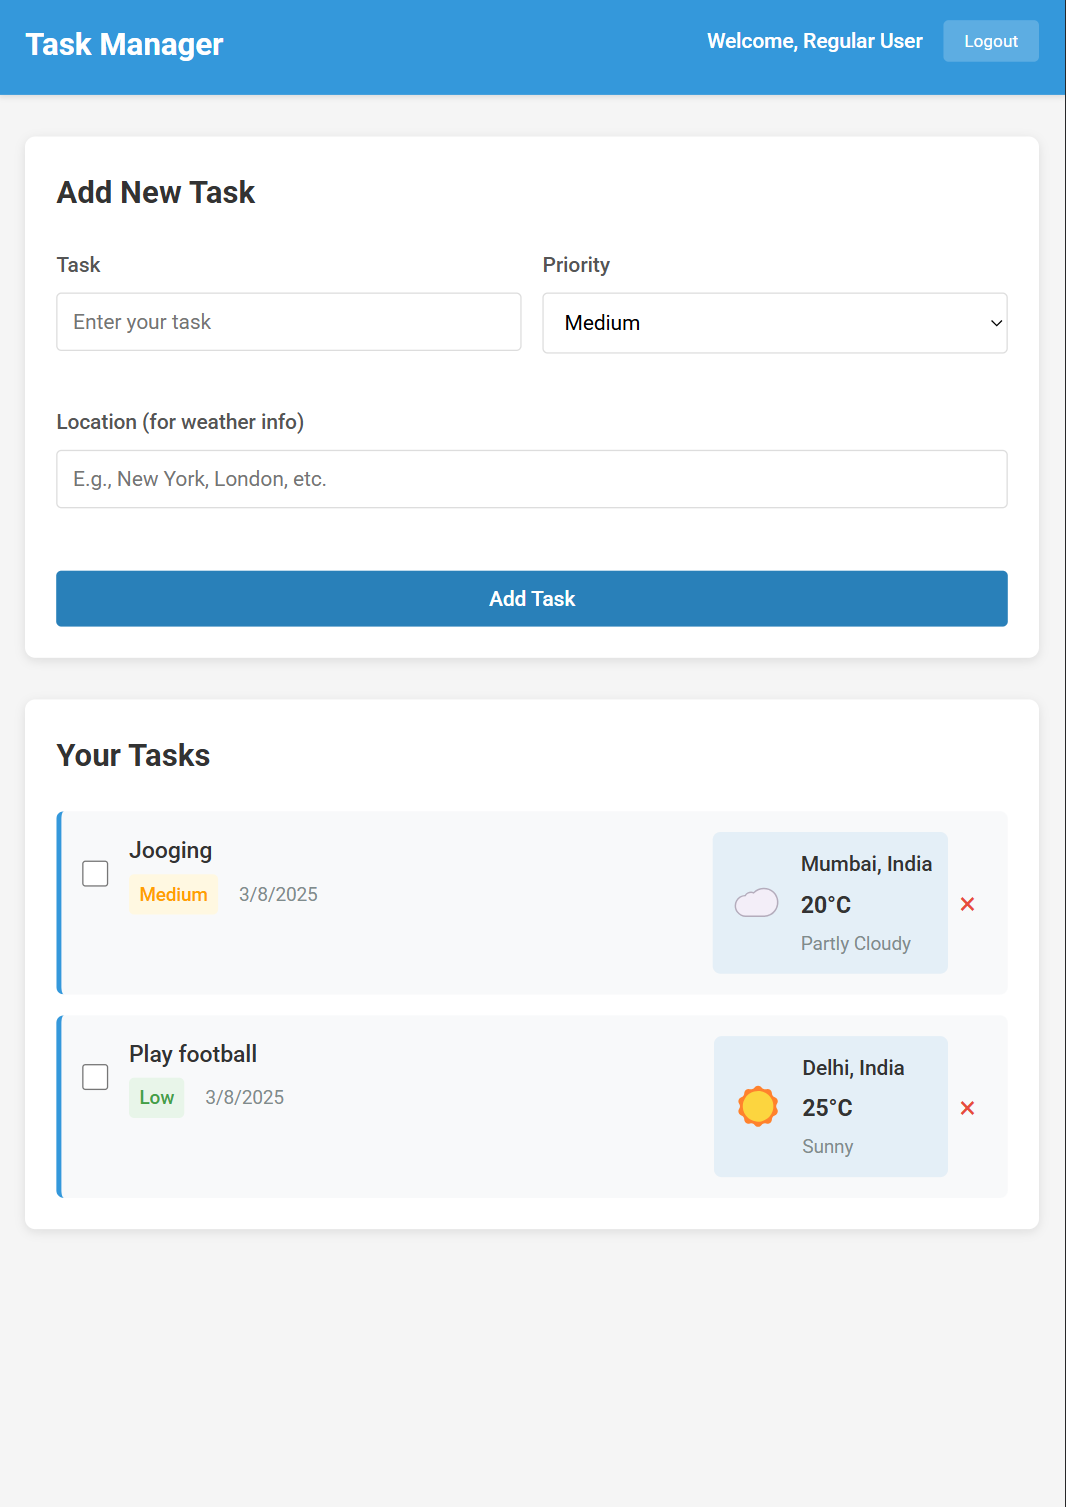 Task Manager
Welcome, Regular User
Logout
Add New Task
Task
Priority
Enter your task
Medium
Location (for weather info)
E.g., New York, London, etc.
Add Task
Your Tasks
Jooging
Medium 3/8/2025
Mumbai, India
20°C
Partly Cloudy
×
Play football
Low 3/8/2025
Delhi, India
25°C
Sunny
×